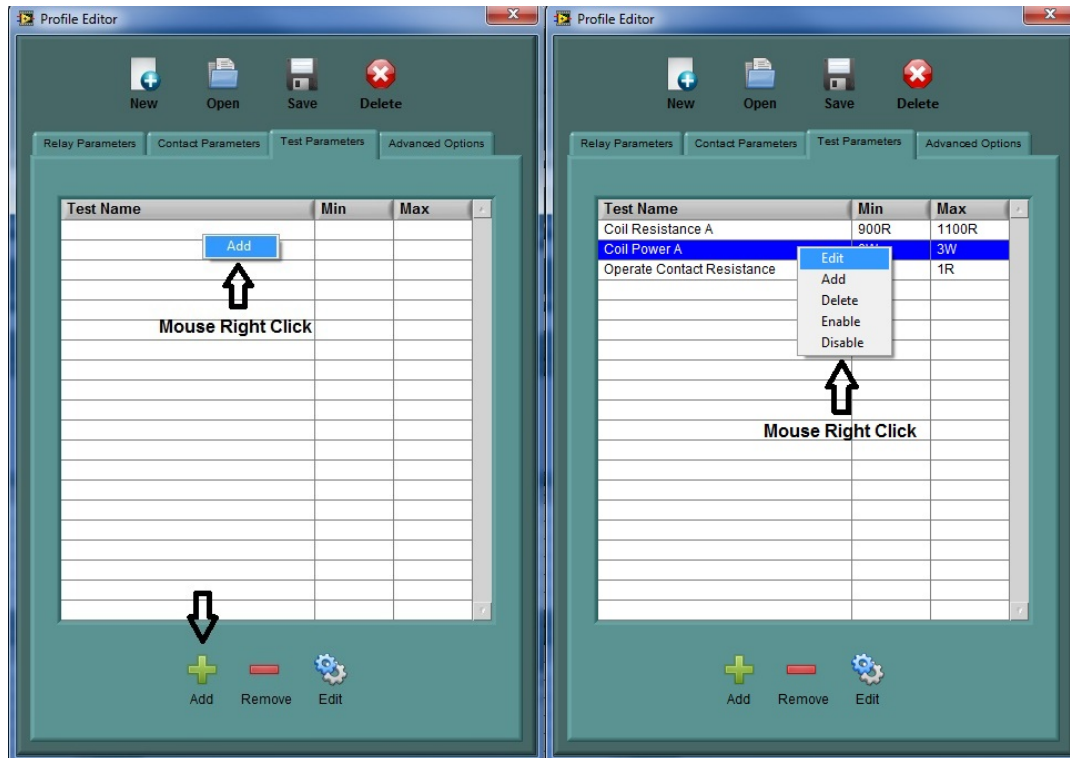 Profile Editor
New Open Save Delete
Relay Parameters Contact Parameters Test Parameters Advanced Options
Test Name Min Max
Add
Mouse Right Click
Add Remove Edit
Profile Editor
New Open Save Delete
Relay Parameters Contact Parameters Test Parameters Advanced Options
Test Name Min Max
Coil Resistance A 900R 1100R
Coil Power A 3W
Operate Contact Resistance 1R
Edit
Add
Delete
Enable
Disable
Mouse Right Click
Add Remove Edit